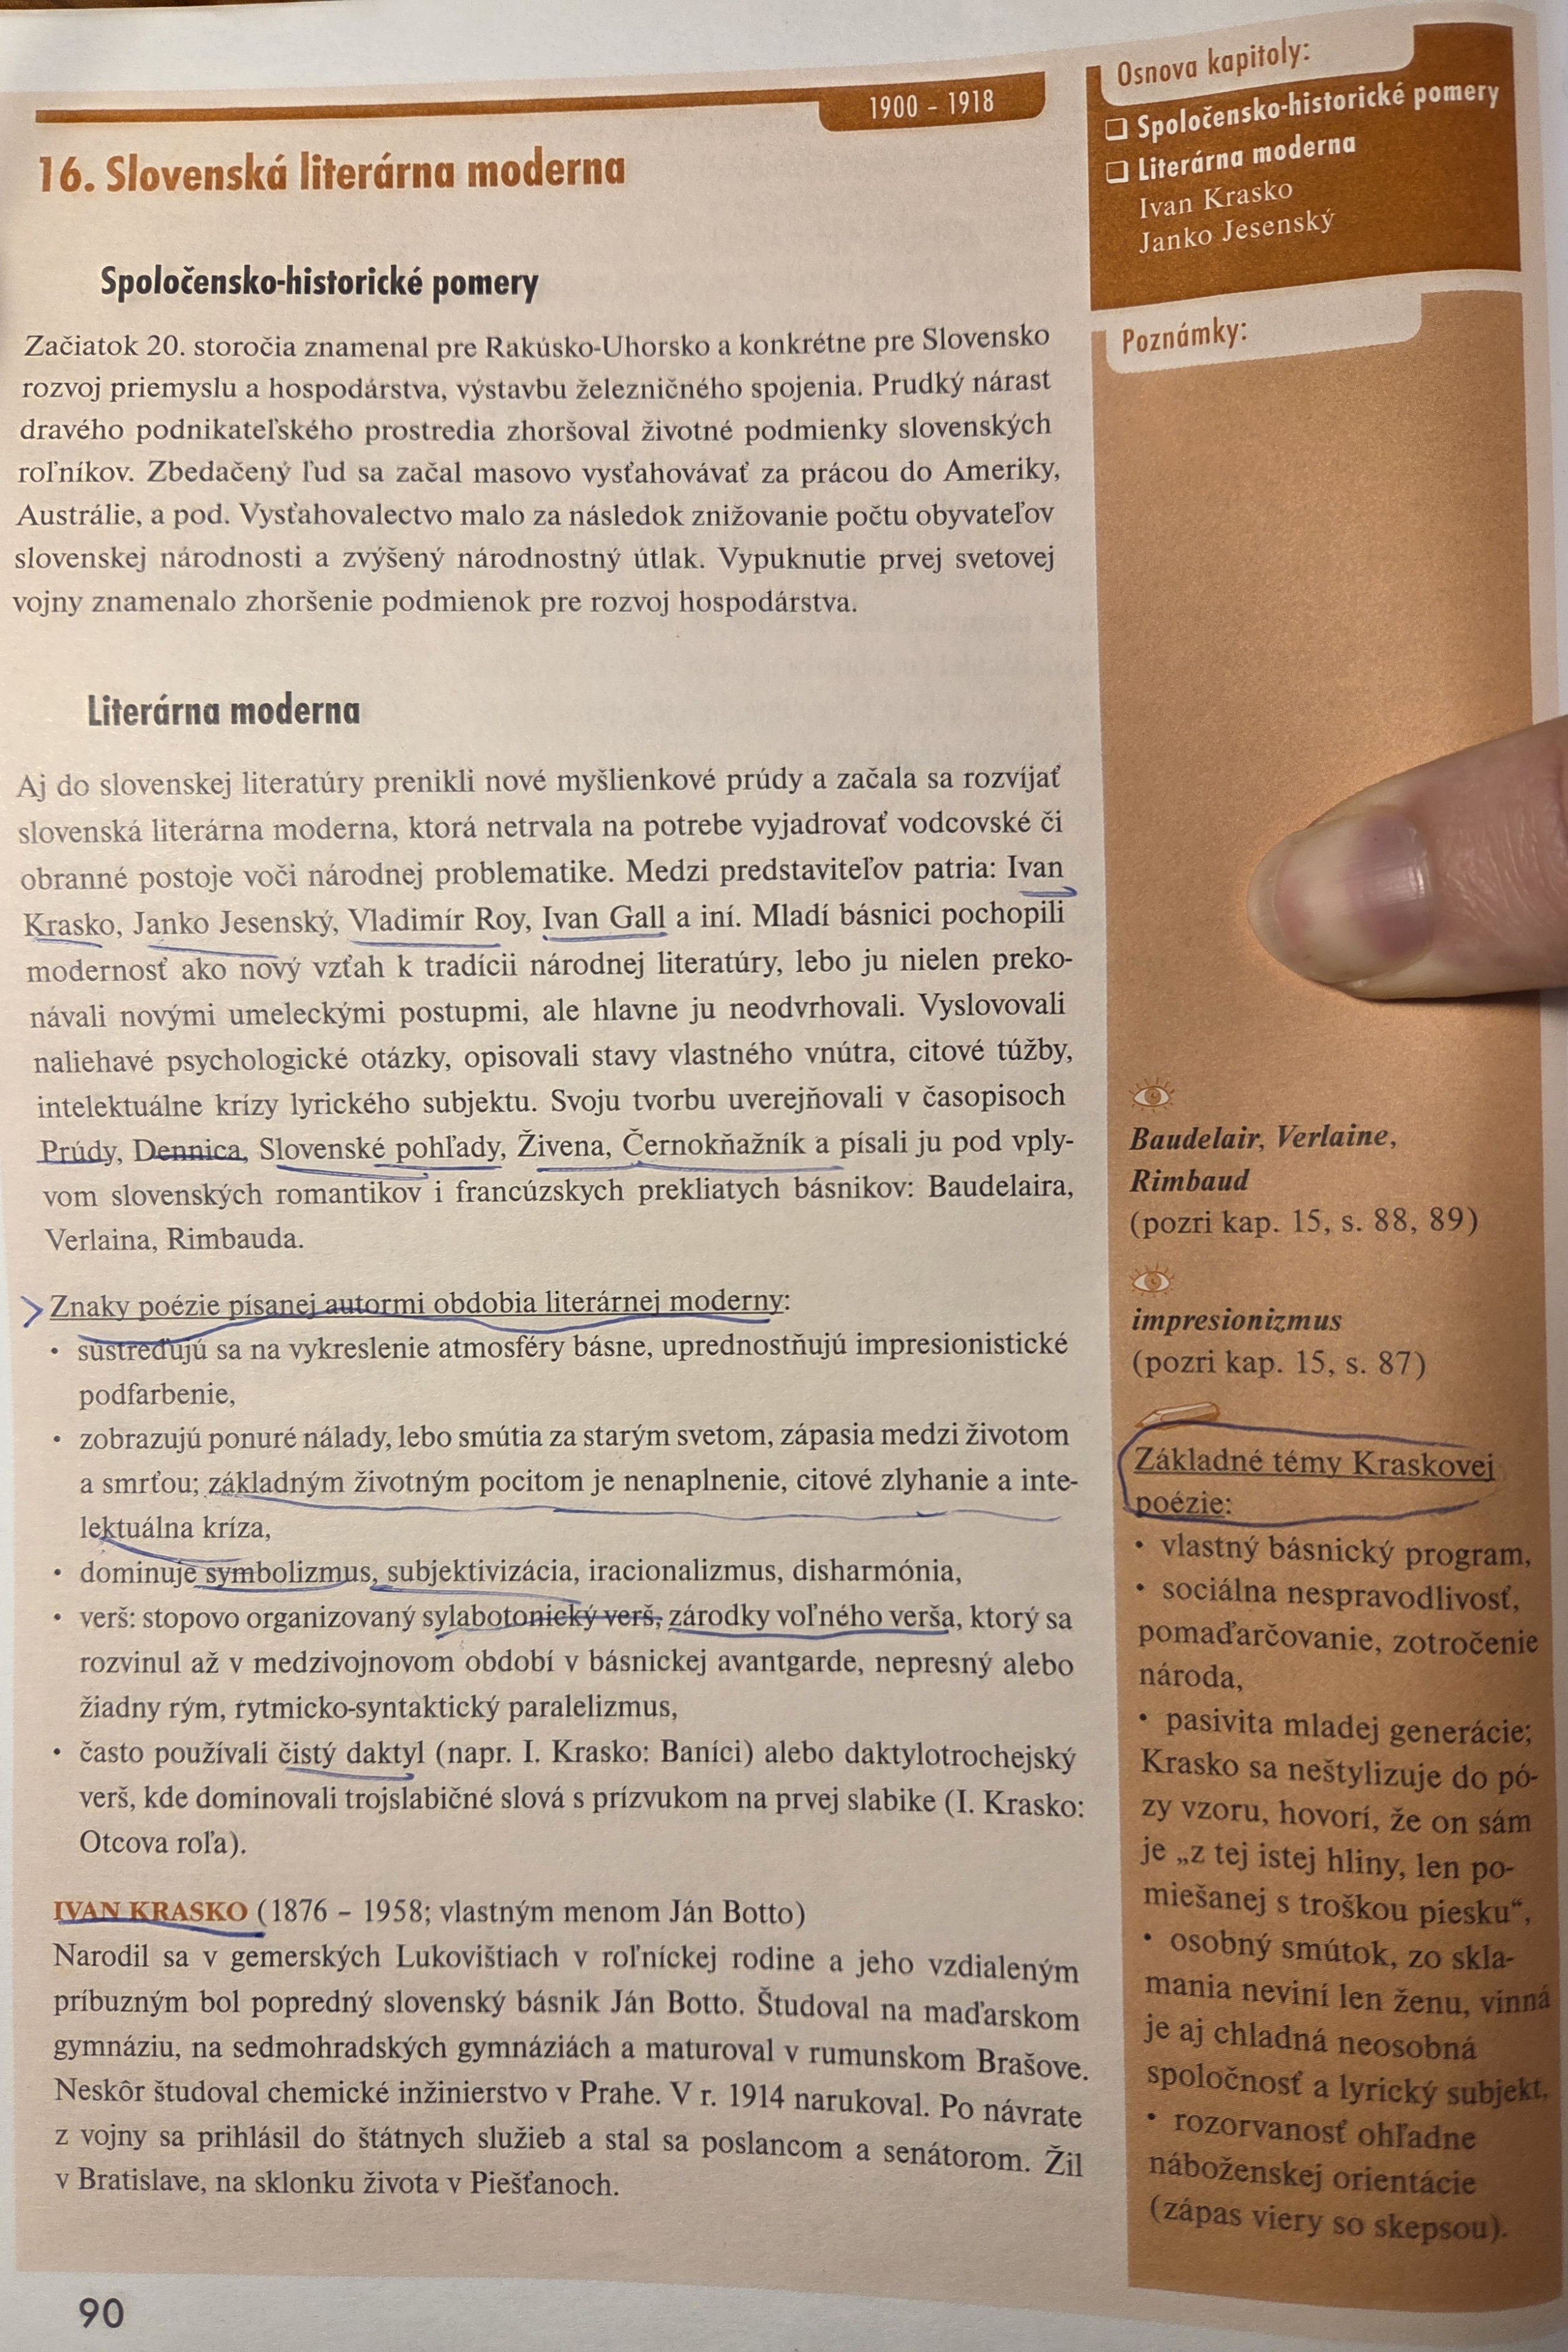 1900 – 1918
16. Slovenská literárna moderna
Spoločensko-historické pomery
Začiatok 20. storočia znamenal pre Rakúsko-Uhorsko a konkrétne pre Slovensko
rozvoj priemyslu a hospodárstva, výstavbu železničného spojenia. Prudký nárast
dravého podnikateľského prostredia zhoršoval životné podmienky slovenských
roľníkov. Zbedačený ľud sa začal masovo vysťahovávať za prácou do Ameriky,
Austrálie, a pod. Vysťahovalectvo malo za následok znižovanie počtu obyvateľov
slovenskej národnosti a zvýšený národnostný útlak. Vypuknutie prvej svetovej
vojny znamenalo zhoršenie podmienok pre rozvoj hospodárstva.
Literárna moderna
Aj do slovenskej literatúry prenikli nové myšlienkové prúdy a začala sa rozvíjať
slovenská literárna moderna, ktorá netrvala na potrebe vyjadrovať vodcovské či
obranné postoje voči národnej problematike. Medzi predstaviteľov patria: Ivan
Krasko, Janko Jesenský, Vladimír Roy, Ivan Gall a iní. Mladí básnici pochopili
modernosť ako nový vzťah k tradícii národnej literatúry, lebo ju nielen preko-
návali novými umeleckými postupmi, ale hlavne ju neodvrhovali. Vyslovovali
naliehavé psychologické otázky, opisovali stavy vlastného vnútra, citové túžby,
intelektuálne krízy lyrického subjektu. Svoju tvorbu uverejňovali v časopisoch
Prúdy, Dennica, Slovenské pohľady, Živena, Černokňažník a písali ju pod vply-
vom slovenských romantikov i francúzskych prekliatych básnikov: Baudelaira,
Verlaina, Rimbauda.
Znaky poézie písanej autormi obdobia literárnej moderny:
• sústreďujú sa na vykreslenie atmosféry básne, uprednostňujú impresionistické
podfarbenie,
• zobrazujú ponuré nálady, lebo smútia za starým svetom, zápasia medzi životom
a smrťou; základným životným pocitom je nenaplnenie, citové zlyhanie a inte-
lektuálna kríza,
• dominuje symbolizmus, subjektivizácia, iracionalizmus, disharmónia,
• verš: stopovo organizovaný sylabotonický verš, zárodky voľného verša, ktorý sa
rozvinul až v medzivojnovom období v básnickej avantgarde, nepresný alebo
žiadny rým, rytmicko-syntaktický paralelizmus,
• často používali čistý daktyl (napr. I. Krasko: Baníci) alebo daktylotrochejský
verš, kde dominovali trojslabičné slová s prízvukom na prvej slabike (I. Krasko:
Otcova roľa).
IVAN KRASKO (1876 – 1958; vlastným menom Ján Botto)
Narodil sa v gemerských Lukovištiach v roľníckej rodine a jeho vzdialeným
príbuzným bol popredný slovenský básnik Ján Botto. Študoval na maďarskom
gymnáziu, na sedmohradských gymnáziách a maturoval v rumunskom Brašove.
Neskôr študoval chemické inžinierstvo v Prahe. V r. 1914 narukoval. Po návrate
z vojny sa prihlásil do štátnych služieb a stal sa poslancom a senátorom. Žil
v Bratislave, na sklonku života v Piešťanoch.
90
Osnova kapitoly:
❏ Spoločensko-historické pomery
❏ Literárna moderna
Ivan Krasko
Janko Jesenský
Poznámky:
Baudelair, Verlaine,
Rimbaud
(pozri kap. 15, s. 88, 89)
impresionizmus
(pozri kap. 15, s. 87)
Základné témy Kraskovej
poézie:
• vlastný básnický program,
• sociálna nespravodlivosť,
pomaďarčovanie, zotročenie
národa,
• pasivita mladej generácie;
Krasko sa neštylizuje do pó-
zy vzoru, hovorí, že on sám
je „z tej istej hliny, len po-
miešanej s troškou piesku“,
• osobný smútok, zo skla-
mania neviní len ženu, vinná
je aj chladná neosobná
spoločnosť a lyrický subjekt,
• rozorvanosť ohľadne
náboženskej orientácie
(zápas viery so skepsou).